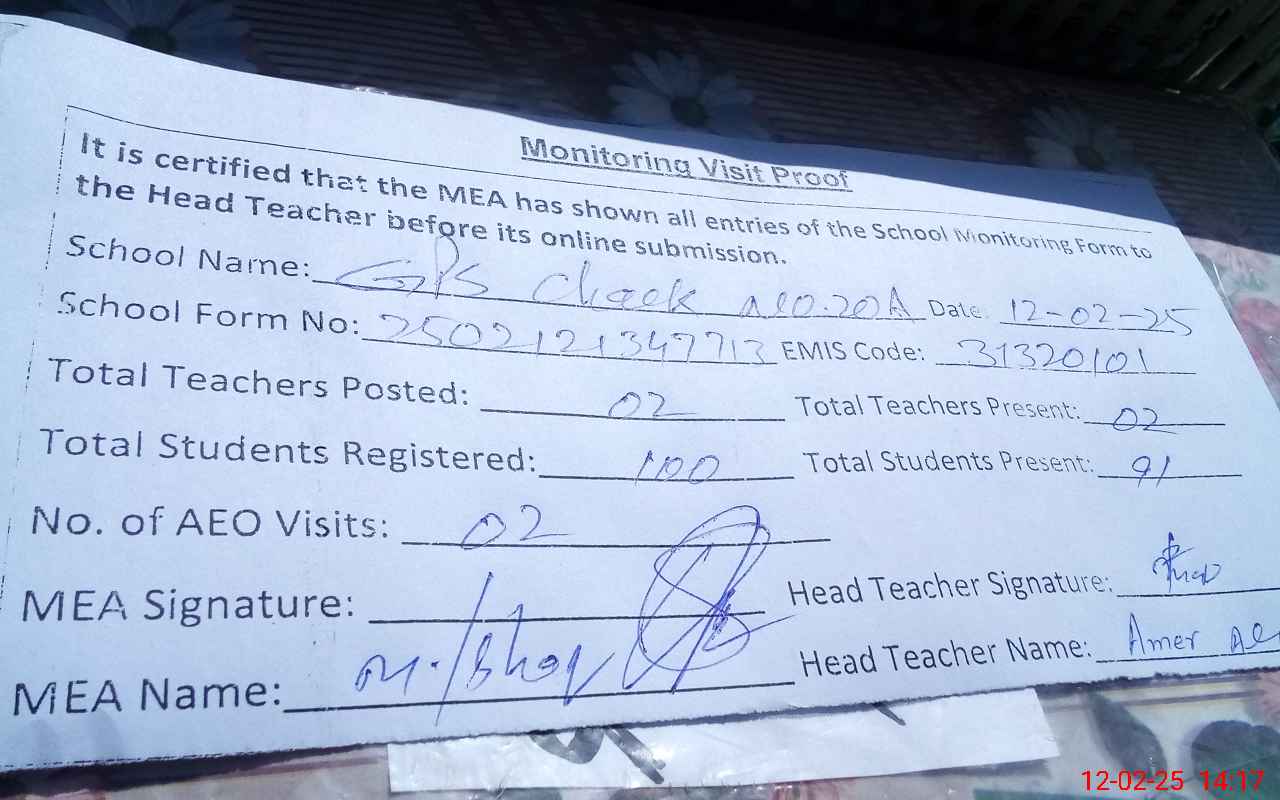 Monitoring Visit Proof
It is certified that the MEA has shown all entries of the School Monitoring Form to
the Head Teacher before its online submission.
School Name: GPS Chack no.20A Date: 12-02-25
School Form No: 2502121347713 EMIS Code: 31320101
Total Teachers Posted: 02 Total Teachers Present: 02
Total Students Registered: 100 Total Students Present: 91
No. of AEO Visits: 02
MEA Signature: Head Teacher Signature:
MEA Name: M. Head Teacher Name: Amer
12-02-25 14:17